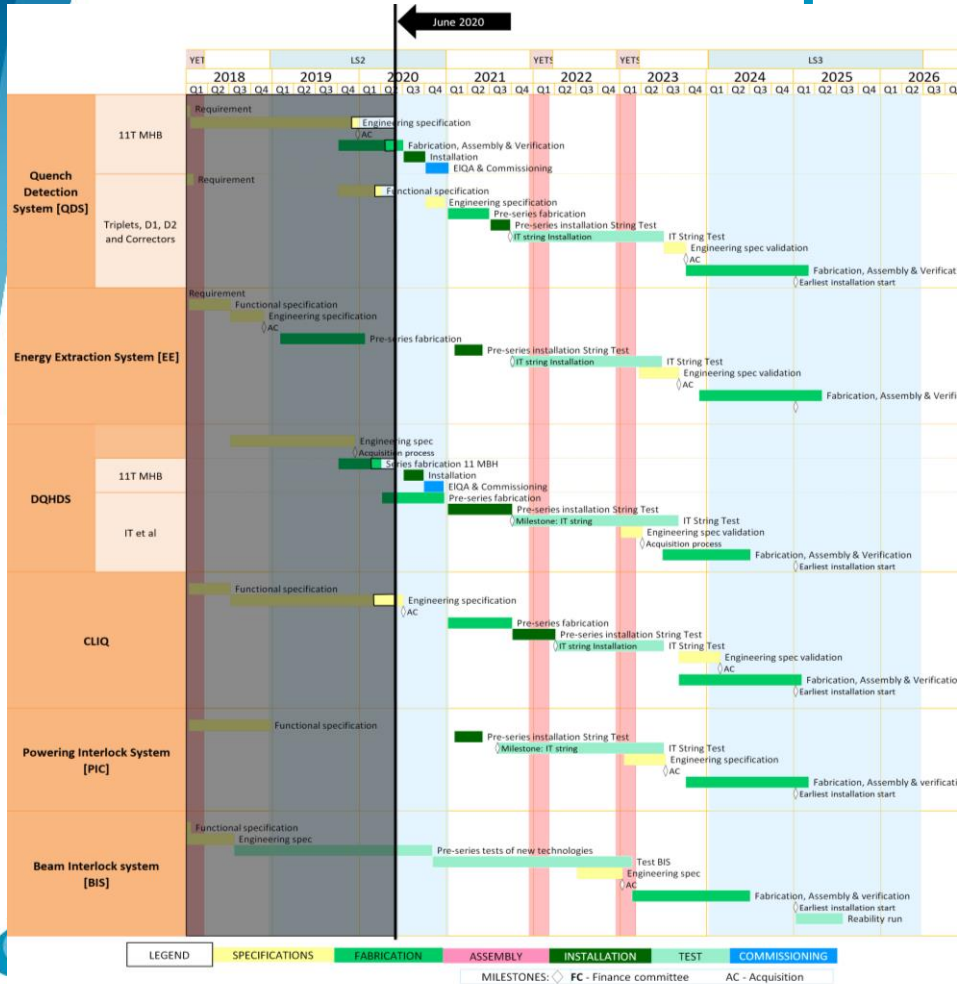 June 2020
YET
LS2
YETS
YETS
LS3
2018 2019 2020 2021 2022 2023 2024 2025 2026
Q1 Q2 Q3 Q4 Q1 Q2 Q3 Q4 Q1 Q2 Q3 Q4 Q1 Q2 Q3 Q4 Q1 Q2 Q3 Q4 Q1 Q2 Q3 Q4 Q1 Q2 Q3 Q4 Q1 Q2 Q3 Q4 Q1 Q2
Quench
Detection
System [QDS]
11T MHB
Requirement
Engineering specification
AC
Fabrication, Assembly & Verification
Installation
ElQA & Commissioning
Triplets, D1, D2
and Correctors
Requirement
Functional specification
Engineering specification
Pre-series fabrication
Pre-series installation String Test
IT string Installation
IT String Test
Engineering spec validation
AC
Fabrication, Assembly & Verificati
Earliest installation start
Energy Extraction System [EE]
Requirement
Functional specification
Engineering specification
AC
Pre-series fabrication
Pre-series installation String Test
IT string Installation
IT String Test
Engineering spec validation
AC
Fabrication, Assembly & Verifi
DQHDS
Engineering spec
Acquisition process
11T MHB
Series fabrication 11 MBH
Installation
ElQA & Commissioning
IT et al
Pre-series fabrication
Pre-series installation String Test
Milestone: IT string
IT String Test
Engineering spec validation
Acquisition process
Fabrication, Assembly & Verification
Earliest installation start
CLIQ
Functional specification
Engineering specification
AC
Pre-series fabrication
Pre-series installation String Test
IT string Installation
IT String Test
Engineering spec validation
AC
Fabrication, Assembly & Verificatio
Earliest installation start
Powering Interlock System
[PIC]
Functional specification
Pre-series installation String Test
Milestone: IT string
IT String Test
Engineering specification
AC
Fabrication, Assembly & verificati
Earliest installation start
Beam Interlock system
[BIS]
Functional specification
Engineering spec
Pre-series tests of new technologies
Test BIS
Engineering spec
AC
Fabrication, Assembly & verification
Earliest installation start
Reability run
LEGEND SPECIFICATIONS FABRICATION ASSEMBLY INSTALLATION TEST COMMISSIONING
MILESTONES: FC - Finance committee AC - Acquisition